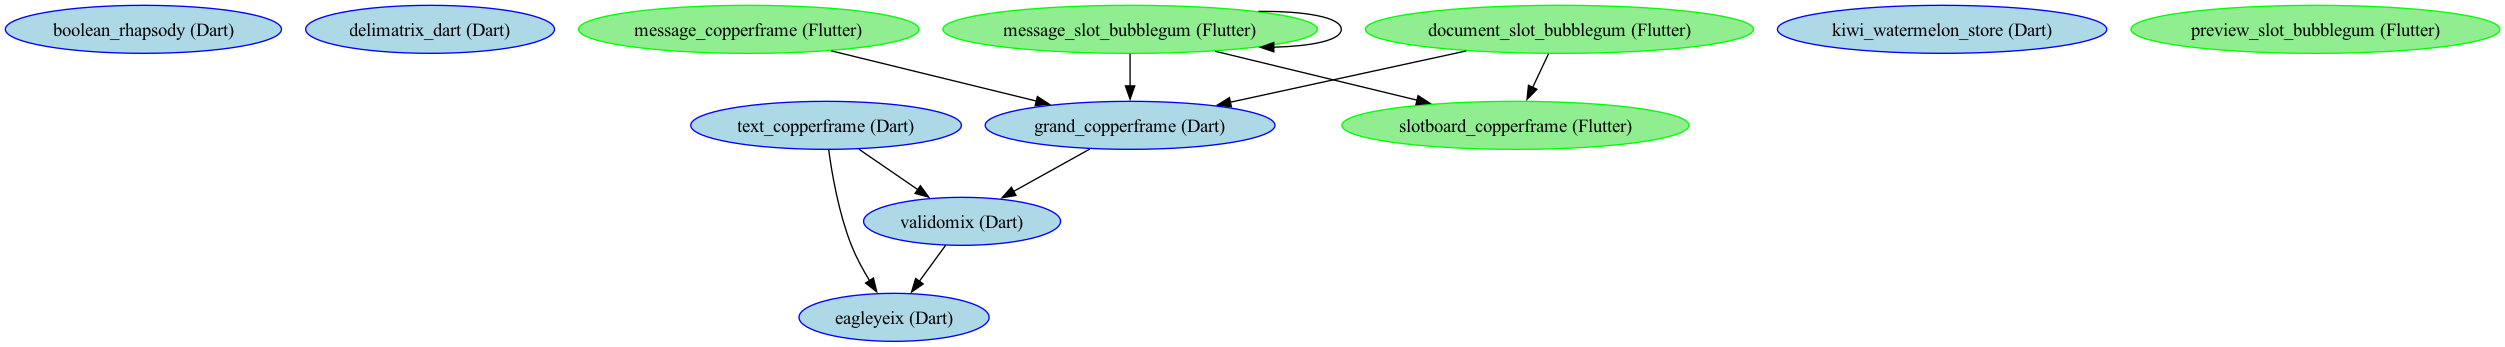 boolean_rhapsody (Dart)
delimatrix_dart (Dart)
message_copperframe (Flutter)
message_slot_bubblegum (Flutter)
document_slot_bubblegum (Flutter)
kiwi_watermelon_store (Dart)
preview_slot_bubblegum (Flutter)
text_copperframe (Dart)
grand_copperframe (Dart)
slotboard_copperframe (Flutter)
validomix (Dart)
eagleyeix (Dart)